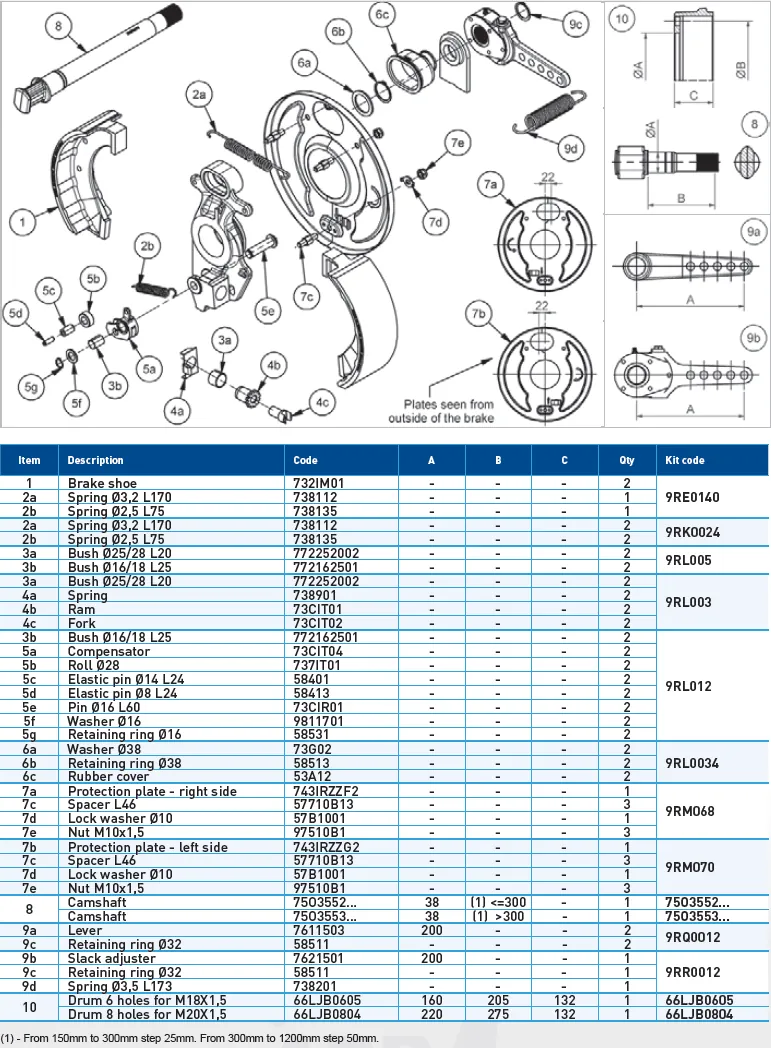 8
6c
9c
6b
6a
2a
7e
9d
7a
22
7d
1
2b
5b
5c
5d
5e
7c
7b
22
3a
4b
5a
3b
5g
5f
4a
4c
Plates seen from
outside of the brake
10
ØA
ØB
C
8
ØA
B
9a
A
9b
A
Item Description Code A B C Qty Kit code
1 Brake shoe 732IM01 - - - 2
2a Spring Ø3,2 L170 738112 - - - 1 9RE0140
2b Spring Ø2,5 L75 738135 - - - 1
2a Spring Ø3,2 L170 738112 - - - 2 9RK0024
2b Spring Ø2,5 L75 738135 - - - 2
3a Bush Ø25/28 L20 772252002 - - - 2 9RL005
3b Bush Ø16/18 L25 772162501 - - - 2
3a Bush Ø25/28 L20 772252002 - - - 2
4a Spring 738901 - - - 2 9RL003
4b Ram 73CIT01 - - - 2
4c Fork 73CIT02 - - - 2
3b Bush Ø16/18 L25 772162501 - - - 2
5a Compensator 73CIT04 - - - 2
5b Roll Ø28 737IT01 - - - 2
5c Elastic pin Ø14 L24 58401 - - - 2
5d Elastic pin Ø8 L24 58413 - - - 2 9RL012
5e Pin Ø16 L60 73CIR01 - - - 2
5f Washer Ø16 9811701 - - - 2
5g Retaining ring Ø16 58531 - - - 2
6a Washer Ø38 73G02 - - - 2
6b Retaining ring Ø38 58513 - - - 2 9RL0034
6c Rubber cover 53A12 - - - 2
7a Protection plate - right side 743IRZZF2 - - - 1
7c Spacer L46 57710B13 - - - 3 9RM068
7d Lock washer Ø10 57B1001 - - - 1
7e Nut M10x1,5 97510B1 - - - 3
7b Protection plate - left side 743IRZZG2 - - - 1
7c Spacer L46 57710B13 - - - 3 9RM070
7d Lock washer Ø10 57B1001 - - - 1
7e Nut M10x1,5 97510B1 - - - 3
8 Camshaft 75O3552... 38 (1) <=300 - 1 75O3552...
Camshaft 75O3553... 38 (1) >300 - 1 75O3553...
9a Lever 7611503 200 - - 2 9RQ0012
9c Retaining ring Ø32 58511 - - - 2
9b Slack adjuster 7621501 200 - - 1
9c Retaining ring Ø32 58511 - - - 1 9RR0012
9d Spring Ø3,5 L173 738201 - - - 1
10 Drum 6 holes for M18X1,5 66LJB0605 160 205 132 1 66LJB0605
Drum 8 holes for M20X1,5 66LJB0804 220 275 132 1 66LJB0804
(1) - From 150mm to 300mm step 25mm. From 300mm to 1200mm step 50mm.